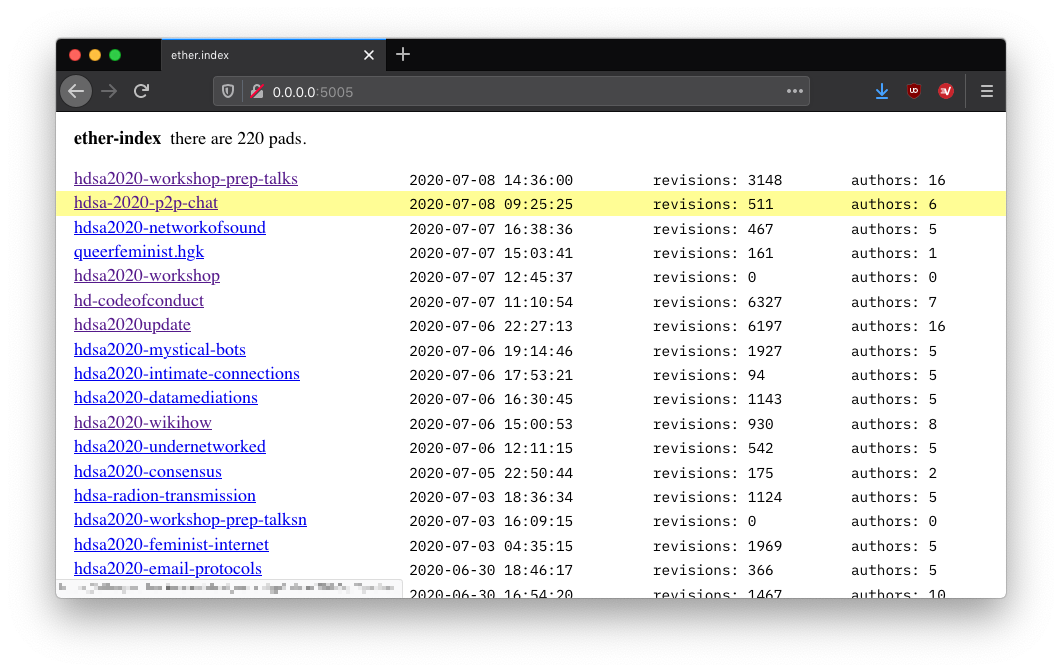 ether.index
0.0.0.0:5005
ether-index there are 220 pads.
hdsa2020-workshop-prep-talks 2020-07-08 14:36:00 revisions: 3148 authors: 16
hdsa-2020-p2p-chat 2020-07-08 09:25:25 revisions: 511 authors: 6
hdsa2020-networkofsound 2020-07-07 16:38:36 revisions: 467 authors: 5
queerfeminist.hgk 2020-07-07 15:03:41 revisions: 161 authors: 1
hdsa2020-workshop 2020-07-07 12:45:37 revisions: 0 authors: 0
hd-codeofconduct 2020-07-07 11:10:54 revisions: 6327 authors: 7
hdsa2020update 2020-07-06 22:27:13 revisions: 6197 authors: 16
hdsa2020-mystical-bots 2020-07-06 19:14:46 revisions: 1927 authors: 5
hdsa2020-intimate-connections 2020-07-06 17:53:21 revisions: 94 authors: 5
hdsa2020-datamediations 2020-07-06 16:30:45 revisions: 1143 authors: 5
hdsa2020-wikihow 2020-07-06 15:00:53 revisions: 930 authors: 8
hdsa2020-undernetworked 2020-07-06 12:11:15 revisions: 542 authors: 5
hdsa2020-consensus 2020-07-05 22:50:44 revisions: 175 authors: 2
hdsa-radion-transmission 2020-07-03 18:36:34 revisions: 1124 authors: 5
hdsa2020-workshop-prep-talksn 2020-07-03 16:09:15 revisions: 0 authors: 0
hdsa2020-feminist-internet 2020-07-03 04:35:15 revisions: 1969 authors: 5
hdsa2020-email-protocols 2020-06-30 18:46:17 revisions: 366 authors: 5
2020-06-30 16:54:20 revisions: 1467 authors: 10